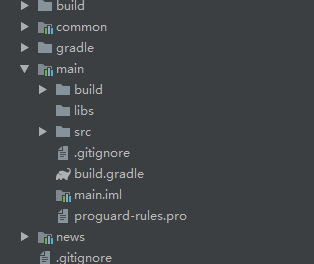 build
common
gradle
main
build
libs
src
.gitignore
build.gradle
main.iml
proguard-rules.pro
news
.gitignore